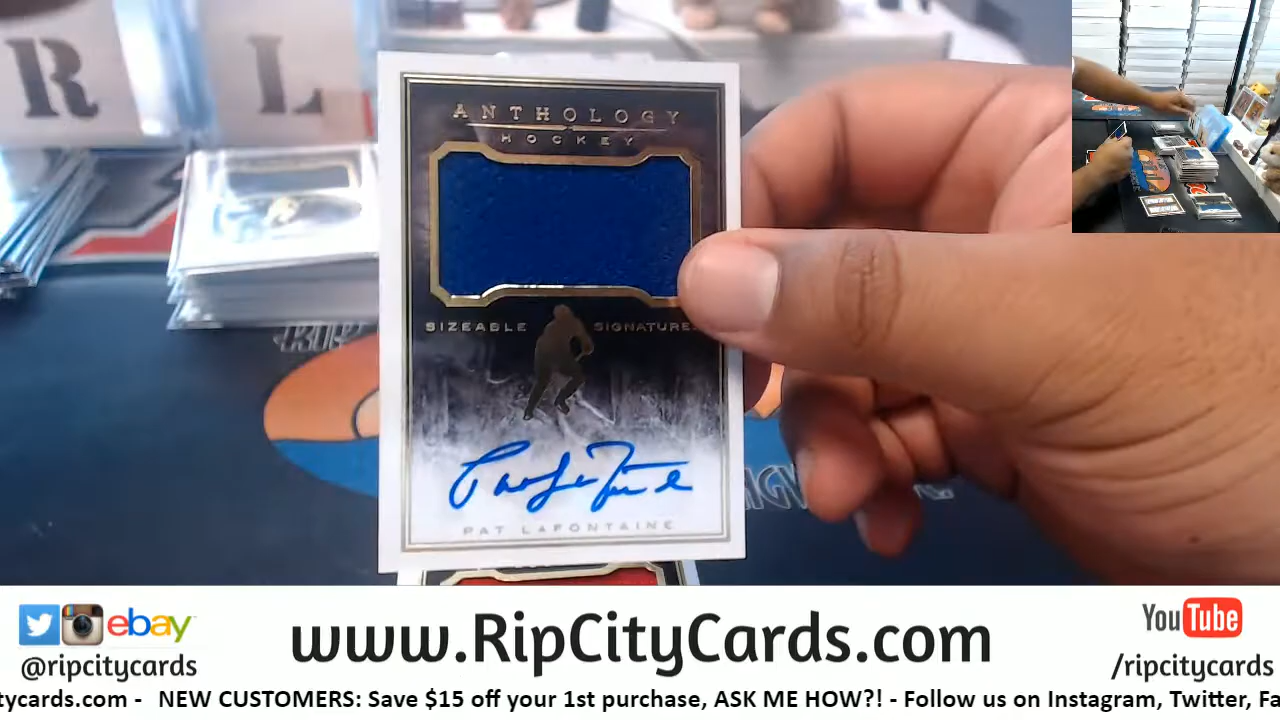 R L
ANTHOLOGY
HOCKEY
SIZEABLE SIGNATURE
PAT LAFONTAINE
ebay
@ripcitycards
www.RipCityCards.com
YouTube
/ripcitycards
tycards.com - NEW CUSTOMERS: Save $15 off your 1st purchase, ASK ME HOW?! - Follow us on Instagram, Twitter, Fa